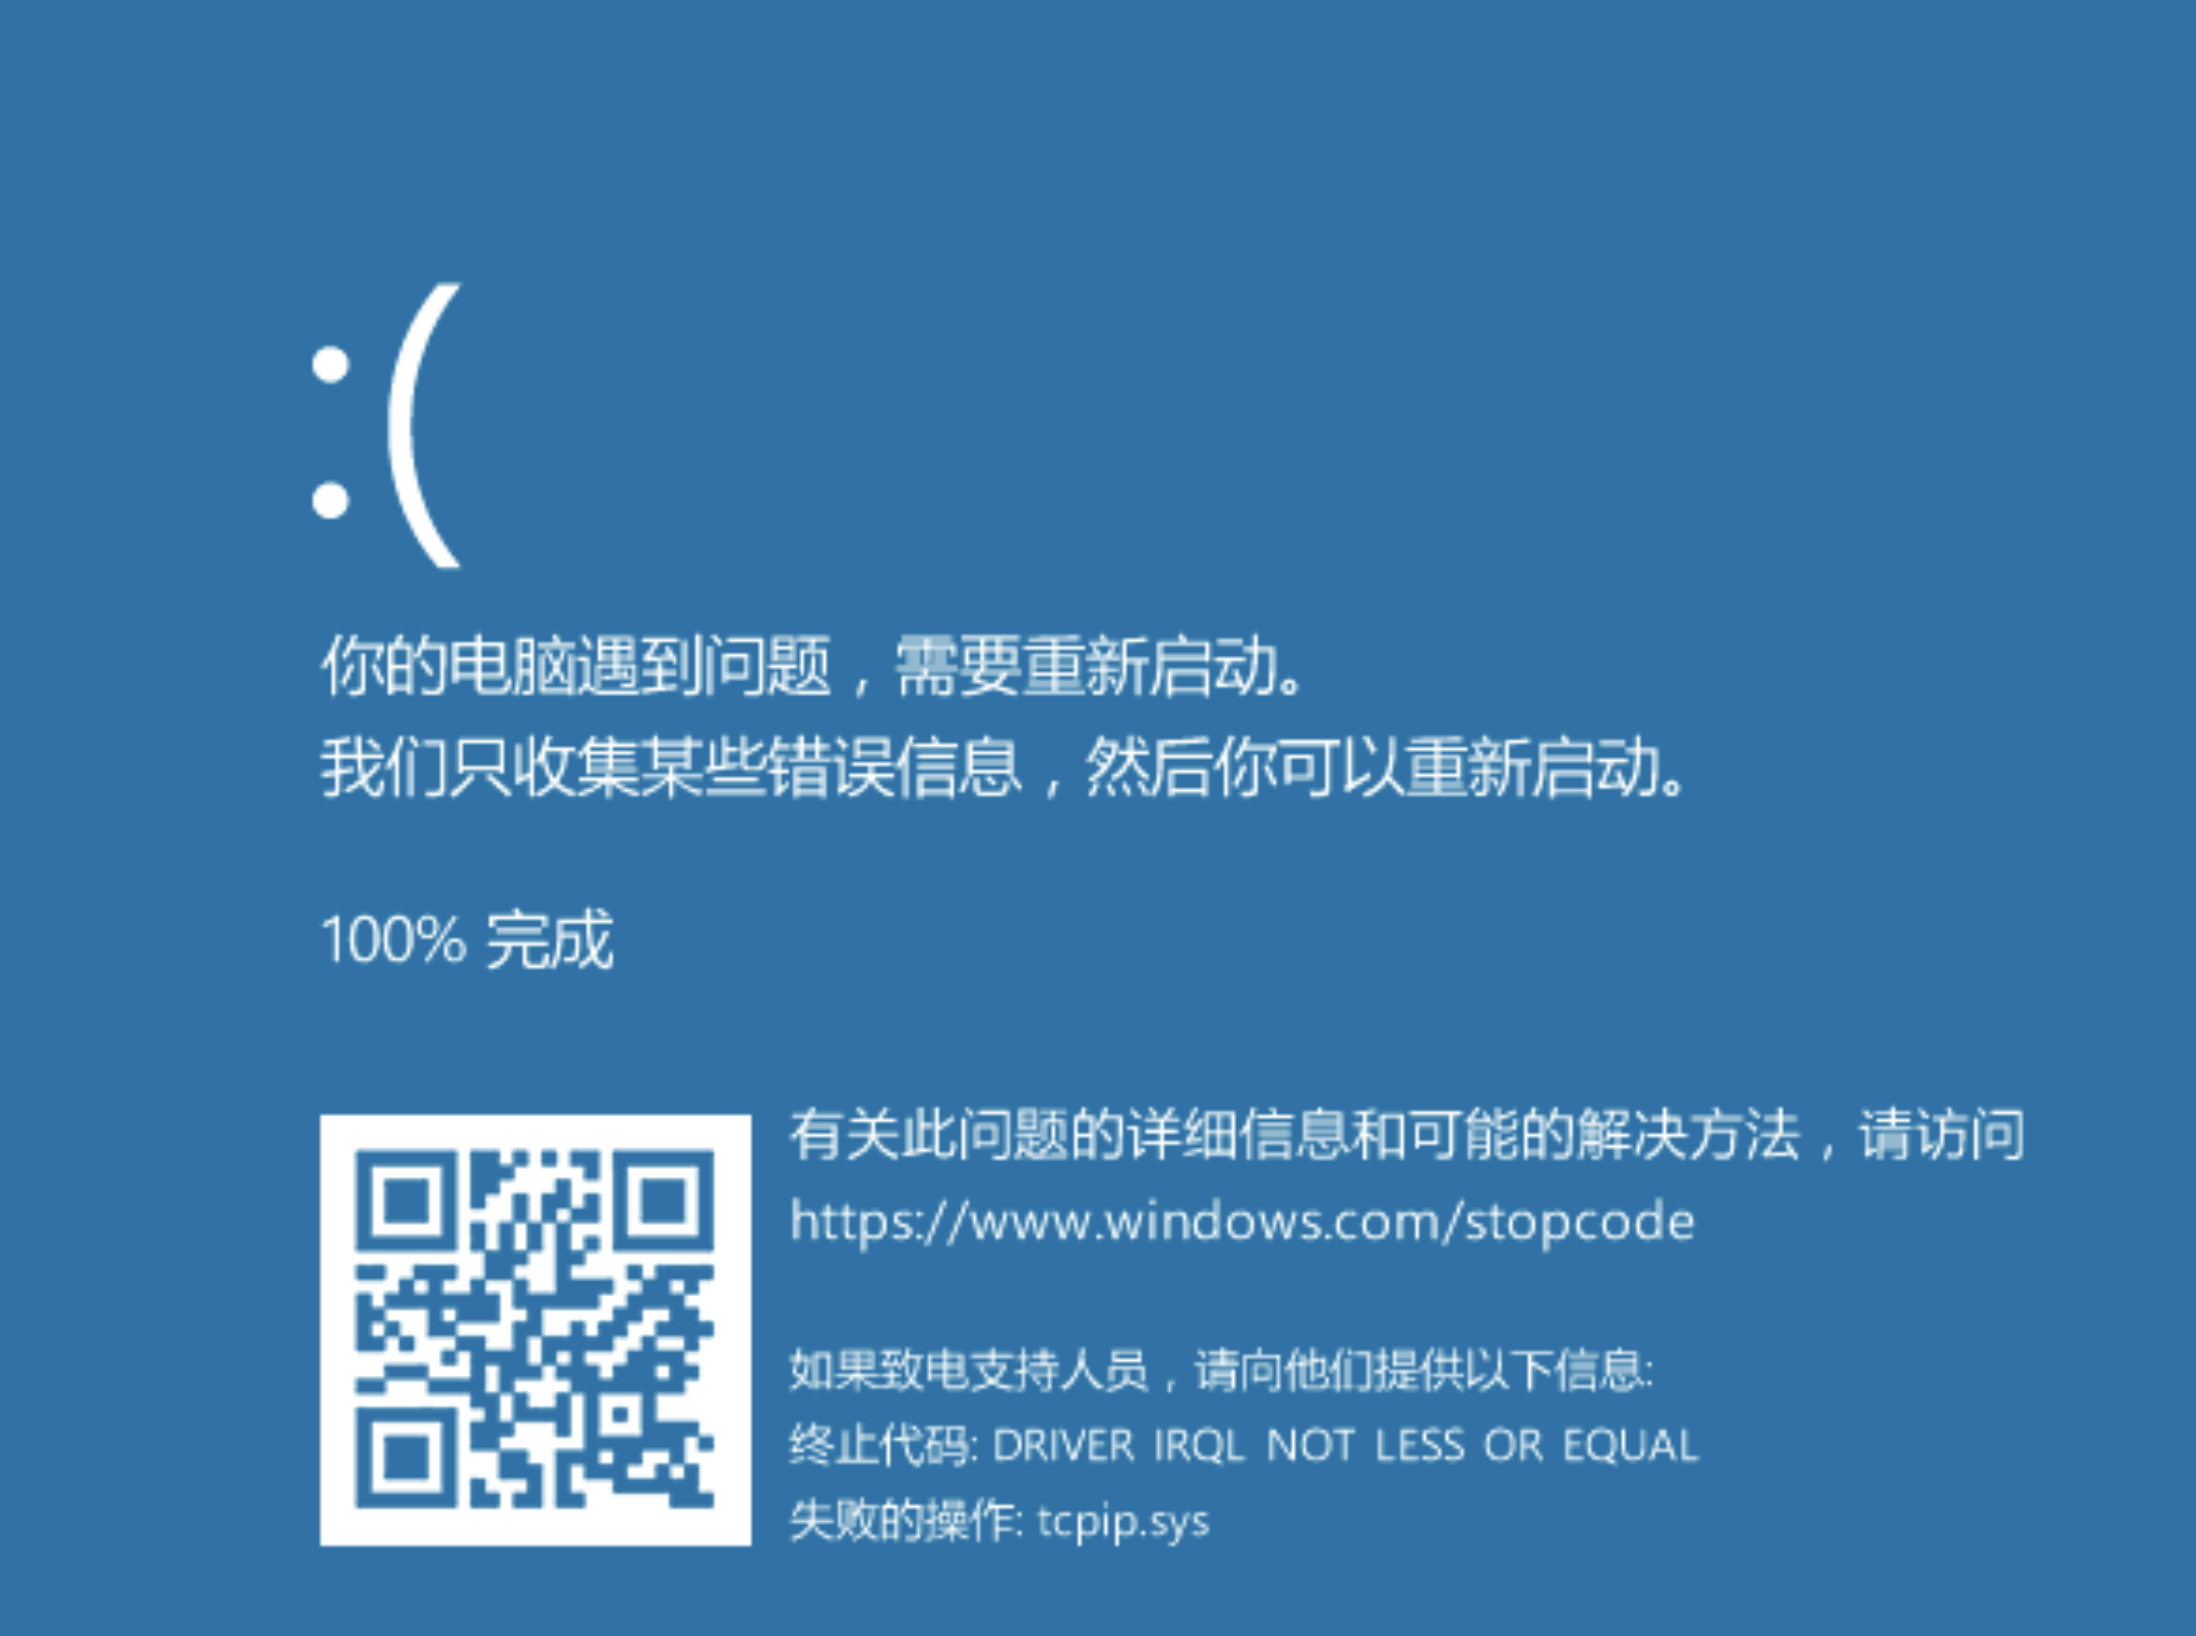 :(
你的电脑遇到问题，需要重新启动。
我们只收集某些错误信息，然后你可以重新启动。
100% 完成
有关此问题的详细信息和可能的解决方法，请访问
https://www.windows.com/stopcode
如果致电支持人员，请向他们提供以下信息:
终止代码: DRIVER IRQL NOT LESS OR EQUAL
失败的操作: tcpip.sys